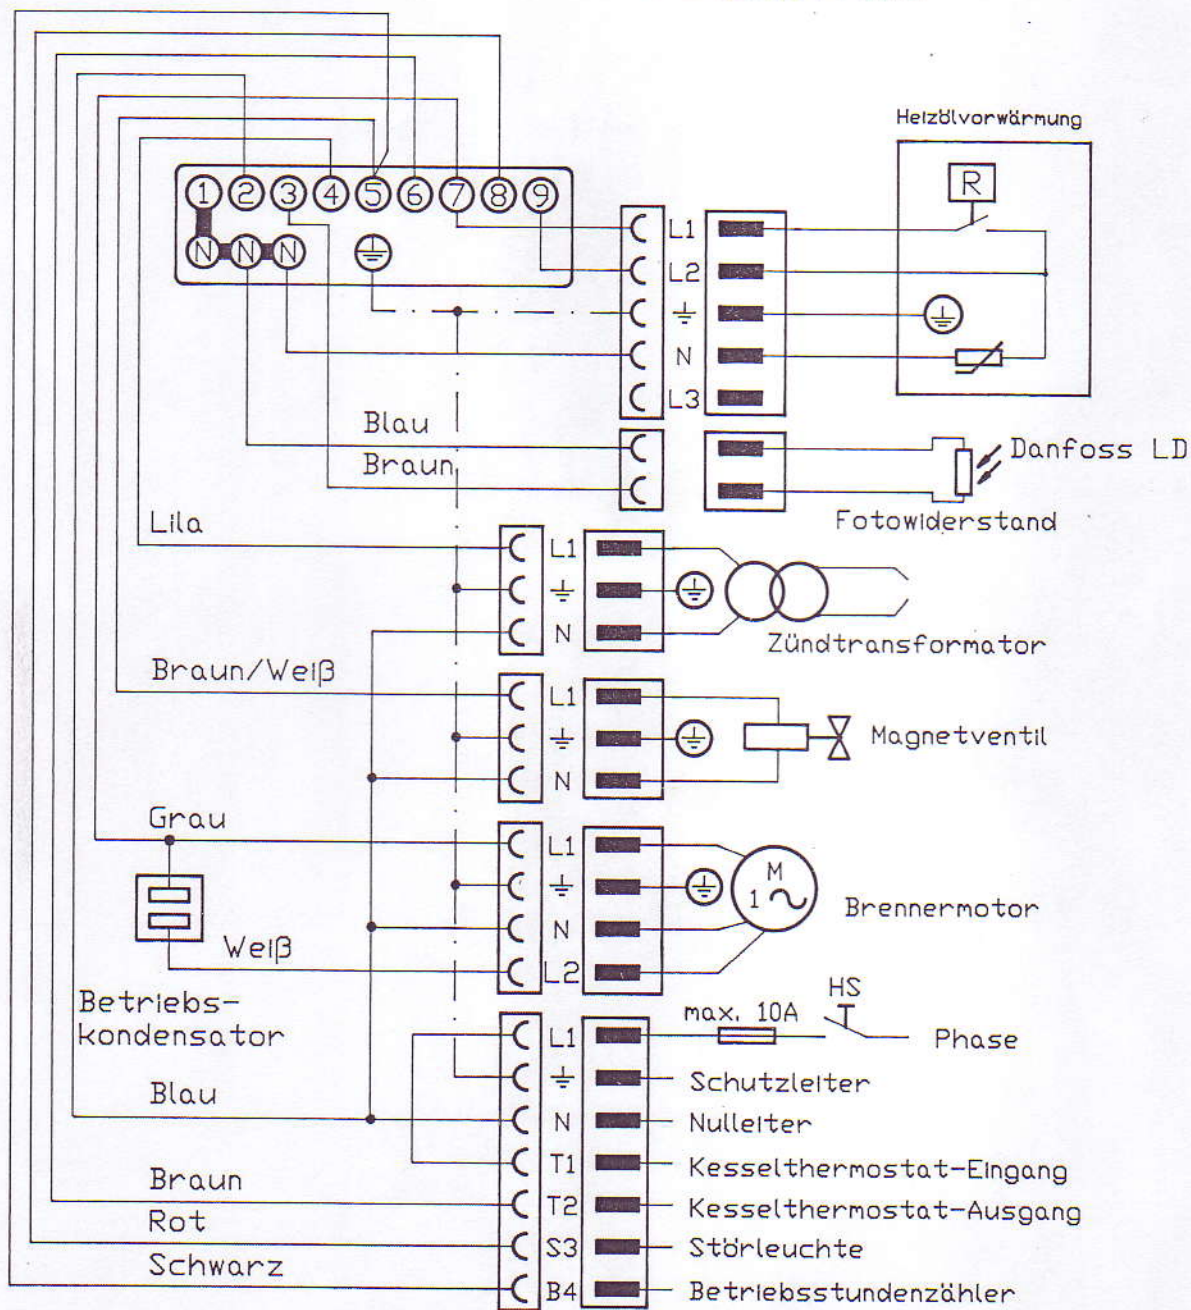 Heizölvorwärmung
R
1 2 3 4 5 6 7 8 9
N N N
L1
L2
N
L3
Blau
Braun
Danfoss LD
Fotowiderstand
Lila
L1
N
Zündtransformator
Braun/Weiß
L1
N
Magnetventil
Grau
L1
N
L2
M
1
Brennermotor
Weiß
Betriebs-
kondensator
L1
max. 10A
HS
Phase
Schutzleiter
Blau
N
Nulleiter
T1
Kesselthermostat-Eingang
Braun
T2
Kesselthermostat-Ausgang
Rot
S3
Störleuchte
Schwarz
B4
Betriebsstundenzähler